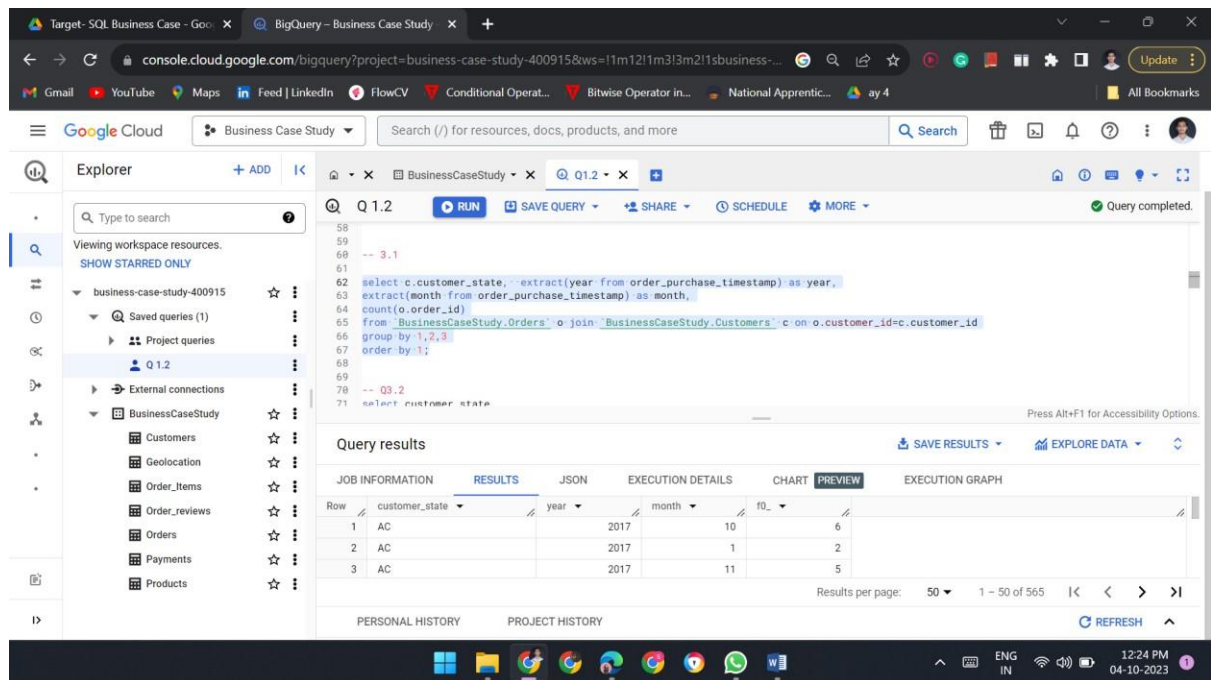 Target- SQL Business Case - Goo
BigQuery – Business Case Study
console.cloud.google.com/bigquery?project=business-case-study-400915&ws=!1m12!1m3!3m2!1sbusiness-...
Update
Gmail YouTube Maps Feed | LinkedIn FlowCV Conditional Operat... Bitwise Operator in... National Apprentic... ay 4 All Bookmarks
Google Cloud Business Case Study Search (/) for resources, docs, products, and more Search
Explorer + ADD
BusinessCaseStudy Q1.2
Type to search
Q 1.2 RUN SAVE QUERY SHARE SCHEDULE MORE Query completed.
Viewing workspace resources.
SHOW STARRED ONLY
business-case-study-400915
Saved queries (1)
Project queries
Q 1.2
External connections
BusinessCaseStudy
Customers
Geolocation
Order_Items
Order_reviews
Orders
Payments
Products
58
59
60 -- 3.1
61
62 select c.customer_state, extract(year from order_purchase_timestamp) as year,
63 extract(month from order_purchase_timestamp) as month,
64 count(o.order_id)
65 from `BusinessCaseStudy.Orders` o join `BusinessCaseStudy.Customers` c on o.customer_id=c.customer_id
66 group by 1,2,3
67 order by 1;
68
69
70 -- Q3.2
71 select customer_state
Press Alt+F1 for Accessibility Options.
Query results SAVE RESULTS EXPLORE DATA
JOB INFORMATION RESULTS JSON EXECUTION DETAILS CHART PREVIEW EXECUTION GRAPH
Row customer_state year month f0_
1 AC 2017 10 6
2 AC 2017 1 2
3 AC 2017 11 5
Results per page: 50 1 – 50 of 565
PERSONAL HISTORY PROJECT HISTORY REFRESH
ENG
IN
12:24 PM
04-10-2023
1